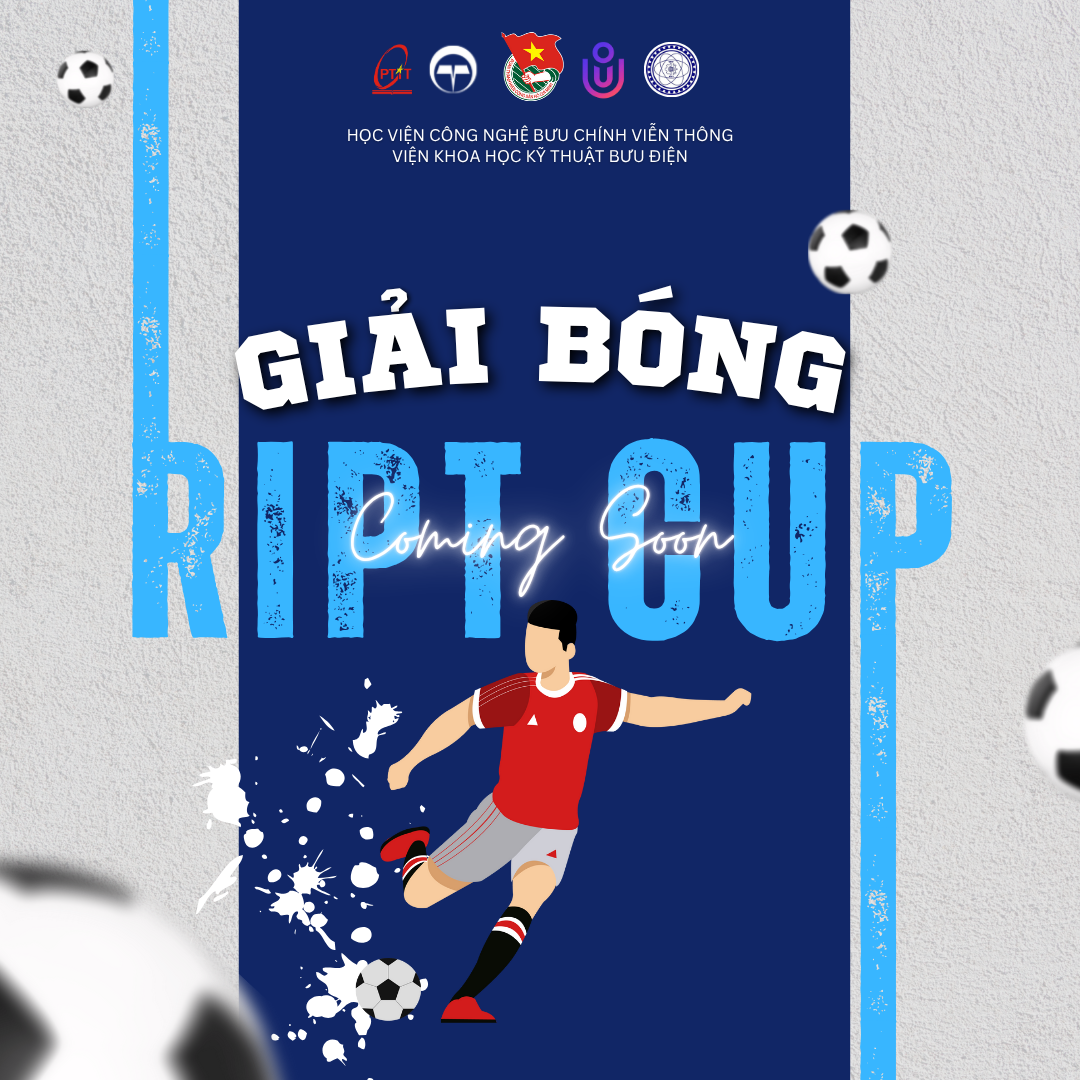 PTIT
HỌC VIỆN CÔNG NGHỆ BƯU CHÍNH VIỄN THÔNG
VIỆN KHOA HỌC KỸ THUẬT BƯU ĐIỆN
GIẢI BÓNG
RIPT CUP
Coming Soon